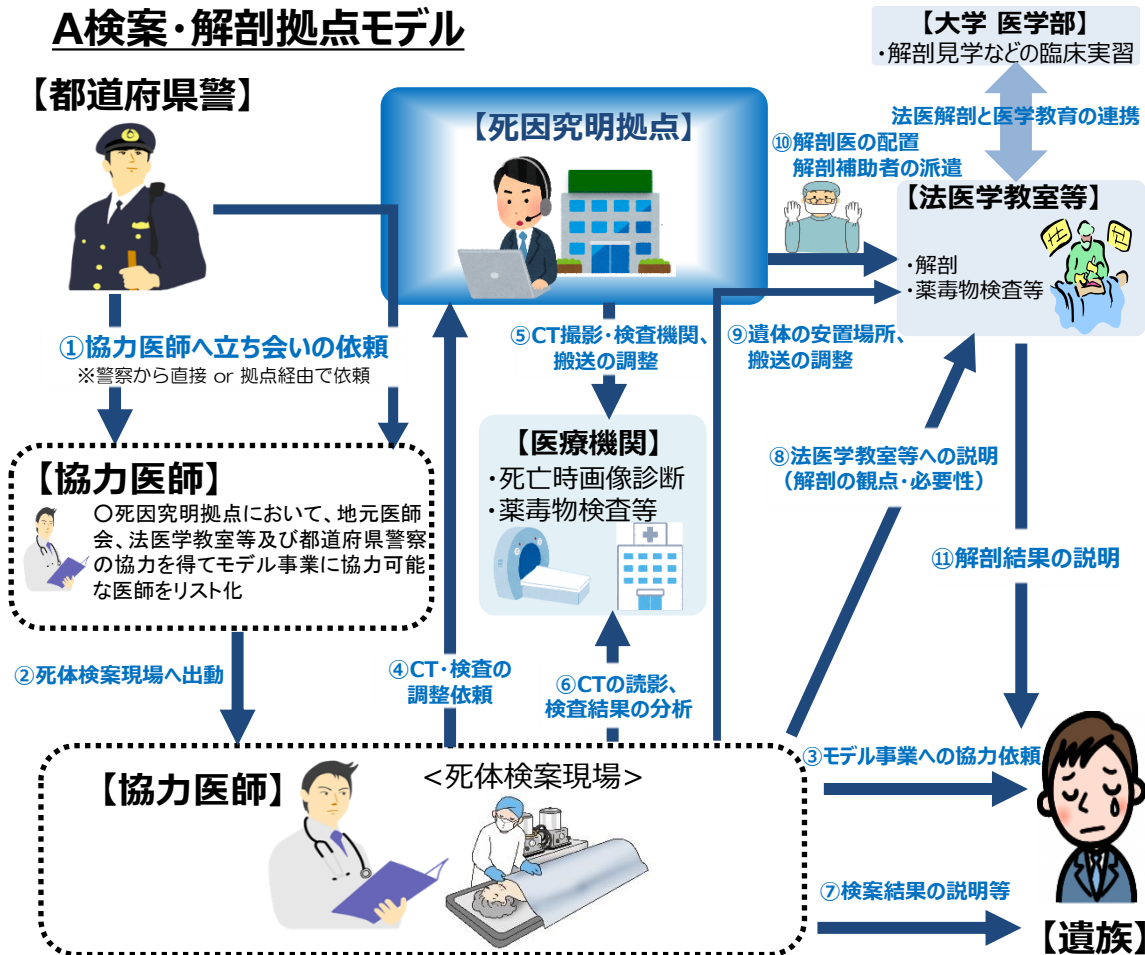 A検案・解剖拠点モデル
【都道府県警】
【死因究明拠点】
【大学 医学部】
・解剖見学などの臨床実習
法医解剖と医学教育の連携
⑩解剖医の配置
解剖補助者の派遣
【法医学教室等】
・解剖
・薬毒物検査等
①協力医師へ立ち会いの依頼
※警察から直接 or 拠点経由で依頼
⑤CT撮影・検査機関、
搬送の調整
⑨遺体の安置場所、
搬送の調整
【協力医師】
〇死因究明拠点において、地元医師
会、法医学教室等及び都道府県警察
の協力を得てモデル事業に協力可能
な医師をリスト化
【医療機関】
・死亡時画像診断
・薬毒物検査等
⑧法医学教室等への説明
（解剖の観点・必要性）
⑪解剖結果の説明
②死体検案現場へ出動
④CT・検査の
調整依頼
⑥CTの読影、
検査結果の分析
③モデル事業への協力依頼
【協力医師】
<死体検案現場>
⑦検案結果の説明等
【遺族】